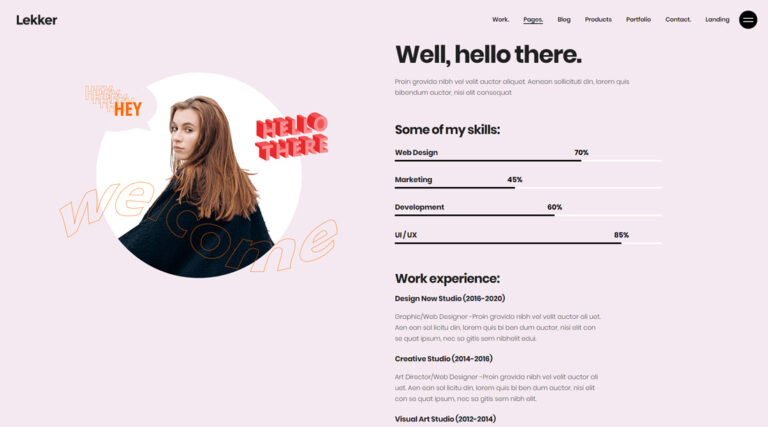 Lekker
Work. Pages. Blog Products Portfolio Contact. Landing
HEY
HEY
HEY
HEY
HELLO
THERE
welcome
Well, hello there.
Proin gravida nibh vel velit auctor aliquet. Aenean sollicituti din, lorem quis
bibendum auctor, nisi elit consequat
Some of my skills:
Web Design 70%
Marketing 45%
Development 60%
UI / UX 85%
Work experience:
Design New Studio (2016-2020)
Graphic/Web Designer -Proin gravida nibh vel velit auctor ali uet.
Aen ean sol licitu din, lorem quis bi ben dum auctor, nisi elit con
se quat ipsum, nec sa gitis sem nibhelit edui.
Creative Studio (2014-2016)
Art Director/Web Designer -Proin gravida nibh vel velit auctor ali
uet. Aen ean sol licitu din, lorem quis bi ben dum auctor, nisi elit
con se quat ipsum, nec sa gitis sem nibh elit.
Visual Art Studio (2012-2014)